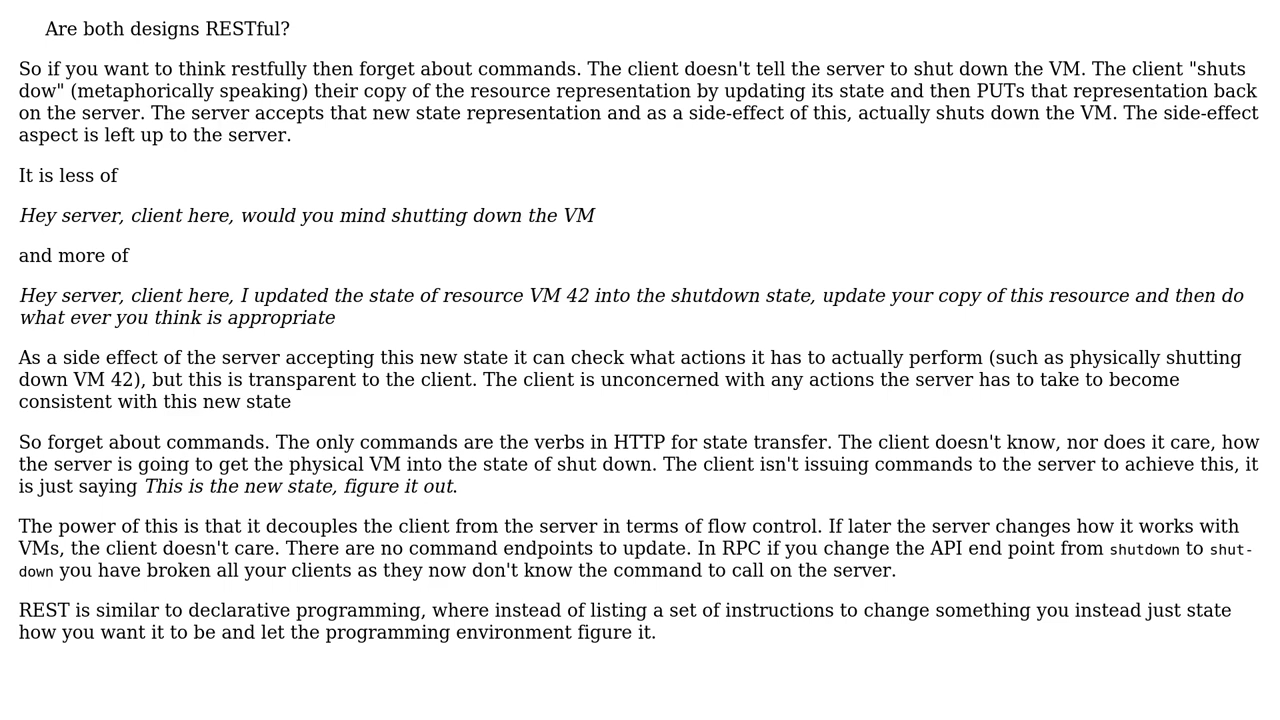 Are both designs RESTful?
So if you want to think restfully then forget about commands. The client doesn't tell the server to shut down the VM. The client "shuts
dow" (metaphorically speaking) their copy of the resource representation by updating its state and then PUTs that representation back
on the server. The server accepts that new state representation and as a side-effect of this, actually shuts down the VM. The side-effect
aspect is left up to the server.
It is less of
Hey server, client here, would you mind shutting down the VM
and more of
Hey server, client here, I updated the state of resource VM 42 into the shutdown state, update your copy of this resource and then do
what ever you think is appropriate
As a side effect of the server accepting this new state it can check what actions it has to actually perform (such as physically shutting
down VM 42), but this is transparent to the client. The client is unconcerned with any actions the server has to take to become
consistent with this new state
So forget about commands. The only commands are the verbs in HTTP for state transfer. The client doesn't know, nor does it care, how
the server is going to get the physical VM into the state of shut down. The client isn't issuing commands to the server to achieve this, it
is just saying This is the new state, figure it out.
The power of this is that it decouples the client from the server in terms of flow control. If later the server changes how it works with
VMs, the client doesn't care. There are no command endpoints to update. In RPC if you change the API end point from shutdown to shut-
down you have broken all your clients as they now don't know the command to call on the server.
REST is similar to declarative programming, where instead of listing a set of instructions to change something you instead just state
how you want it to be and let the programming environment figure it.